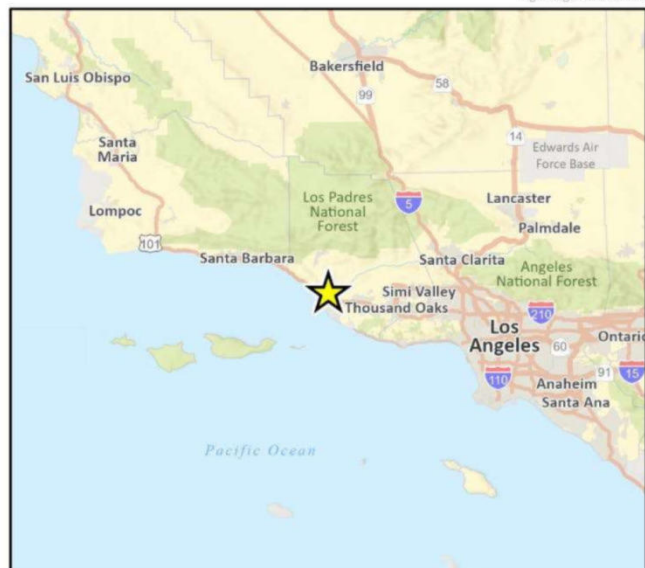 Bakersfield
San Luis Obispo
58
99
Santa
Maria
14
Edwards Air
Force Base
Los Padres
National
Forest
5
Lancaster
Lompoc
Palmdale
101
Santa Barbara
Santa Clarita
Angeles
National Forest
Simi Valley
Thousand Oaks
210
Los
Angeles
60
Ontario
91
15
110
Anaheim
Santa Ana
Pacific Ocean